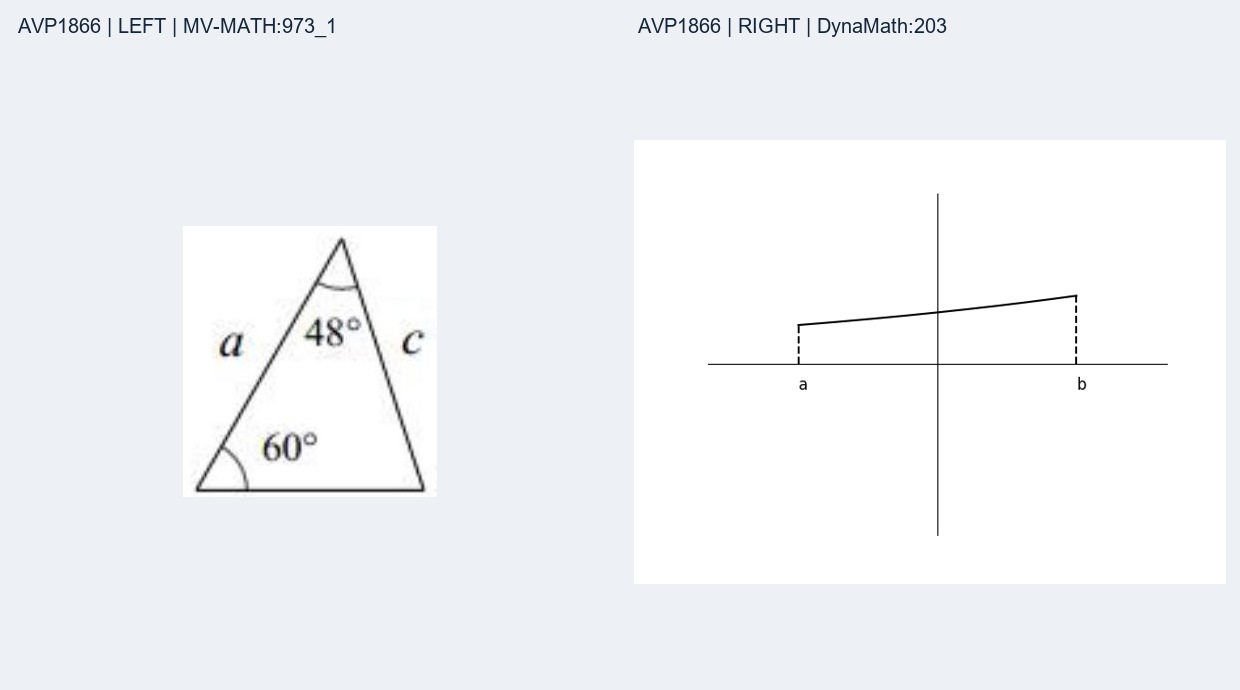 AVP1866 | LEFT | MV-MATH:973_1
AVP1866 | RIGHT | DynaMath:203
a
48°
c
60°
a
b